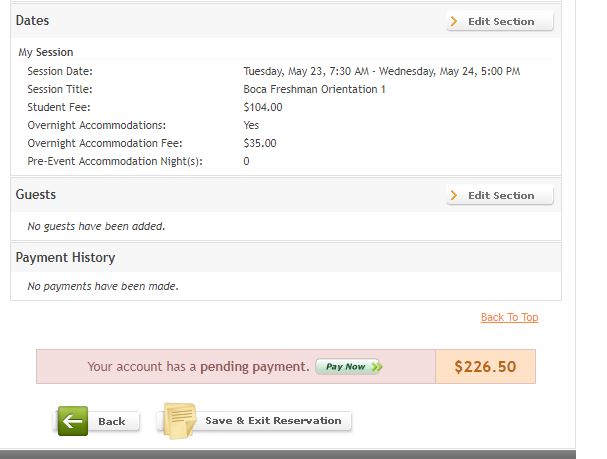 Dates
Edit Section
My Session
Session Date: Tuesday, May 23, 7:30 AM - Wednesday, May 24, 5:00 PM
Session Title: Boca Freshman Orientation 1
Student Fee: $104.00
Overnight Accommodations: Yes
Overnight Accommodation Fee: $35.00
Pre-Event Accommodation Night(s): 0
Guests
Edit Section
No guests have been added.
Payment History
No payments have been made.
Back To Top
Your account has a pending payment. Pay Now $226.50
Back Save & Exit Reservation